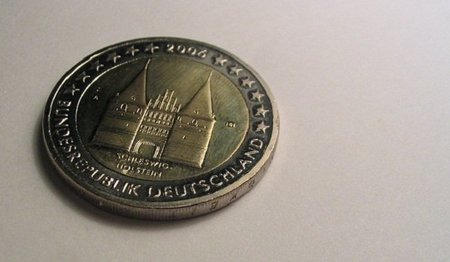 2006
SCHLESWIG-
HOLSTEIN
BUNDESREPUBLIK DEUTSCHLAND